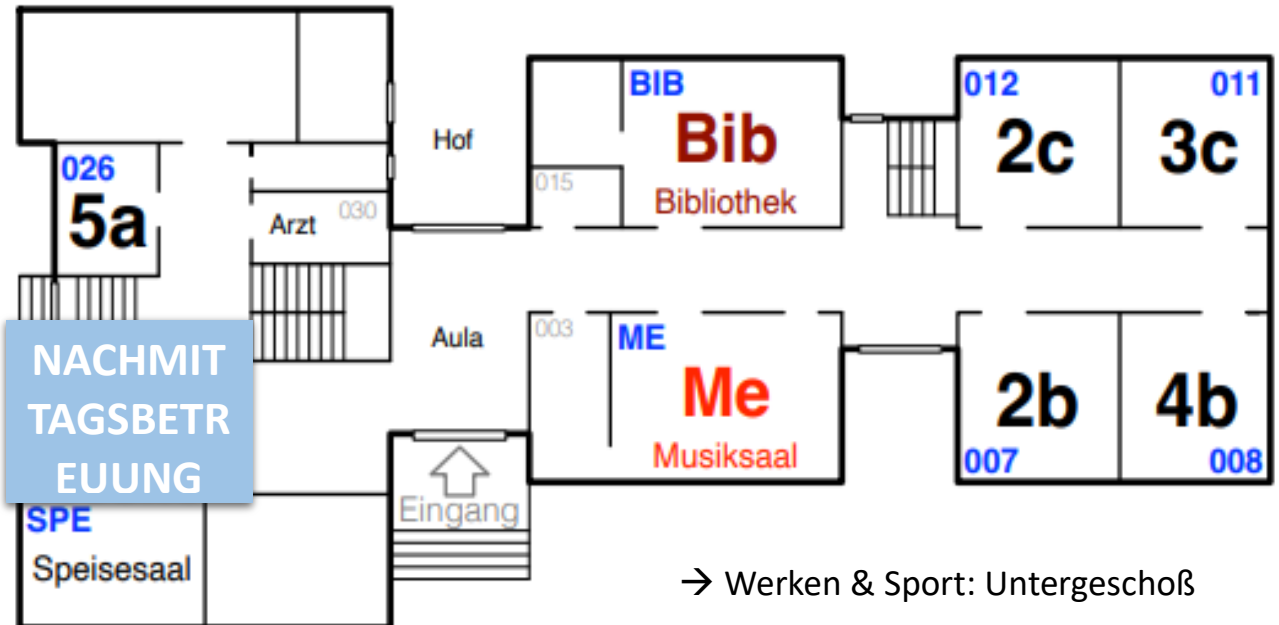 BIB
Bib
Bibliothek
012
2c
011
3c
Hof
026
5a
015
030
Arzt
Aula
003
ME
Me
Musiksaal
2b
007
4b
008
NACHMIT
TAGSBETR
EUUNG
Eingang
SPE
Speisesaal
→ Werken & Sport: Untergeschoß